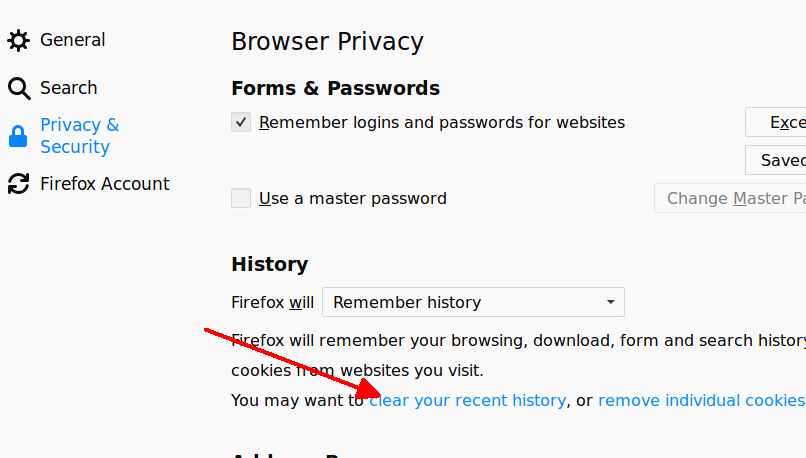 General
Search
Privacy &
Security
Firefox Account
Browser Privacy
Forms & Passwords
Remember logins and passwords for websites
Exce
Saved
Use a master password
Change Master Pa
History
Firefox will Remember history
Firefox will remember your browsing, download, form and search history
cookies from websites you visit.
You may want to clear your recent history, or remove individual cookies